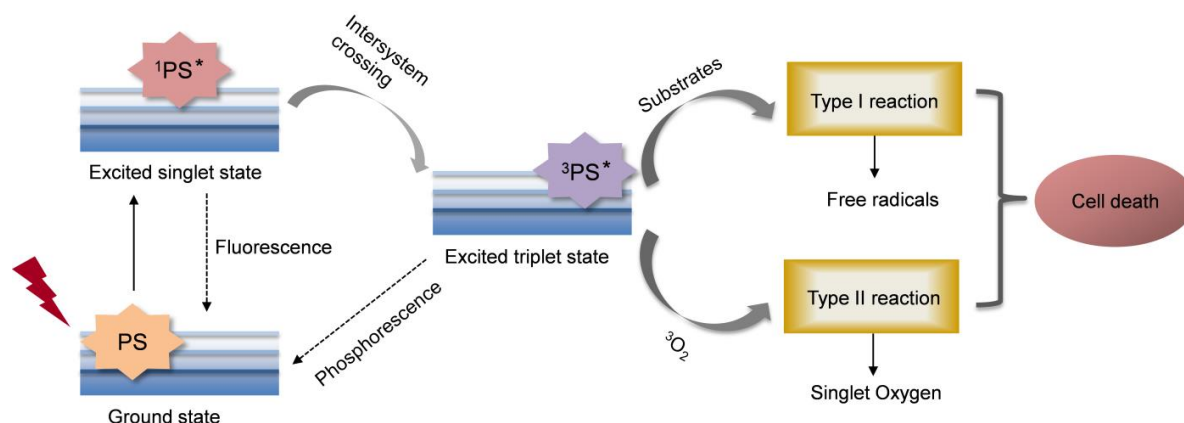 ¹PS*
Excited singlet state
Intersystem
crossing
Fluorescence
PS
Ground state
Phosphorescence
³PS*
Excited triplet state
Substrates
³O₂
Type I reaction
Free radicals
Type II reaction
Singlet Oxygen
Cell death